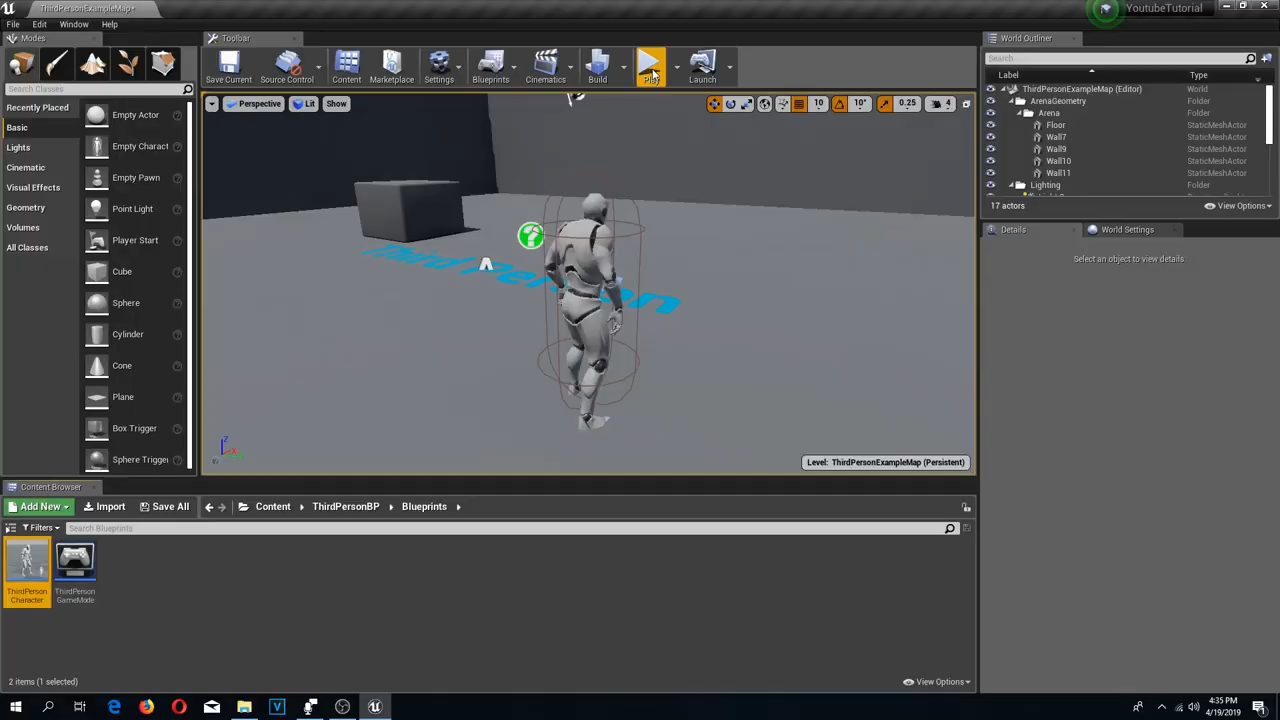 ThirdPersonExampleMap*
YoutubeTutorial
File Edit Window Help
Modes
Toolbar
World Outliner
Search Classes
Recently Placed
Basic
Lights
Cinematic
Visual Effects
Geometry
Volumes
All Classes
Empty Actor
Empty Charact
Empty Pawn
Point Light
Player Start
Cube
Sphere
Cylinder
Cone
Plane
Box Trigger
Sphere Trigger
Save Current Source Control Content Marketplace Settings Blueprints Cinematics Build Play Launch
Perspective Lit Show
10 10° 0.25 4
Third Person
Level: ThirdPersonExampleMap (Persistent)
Search
Label Type
ThirdPersonExampleMap (Editor) World
ArenaGeometry Folder
Arena Folder
Floor StaticMeshActor
Wall7 StaticMeshActor
Wall9 StaticMeshActor
Wall10 StaticMeshActor
Wall11 StaticMeshActor
Lighting Folder
17 actors View Options
Details World Settings
Select an object to view details
Content Browser
Add New Import Save All Content ThirdPersonBP Blueprints
Filters Search Blueprints
ThirdPerson
Character
ThirdPerson
GameMode
2 items (1 selected) View Options
4:35 PM
4/19/2019